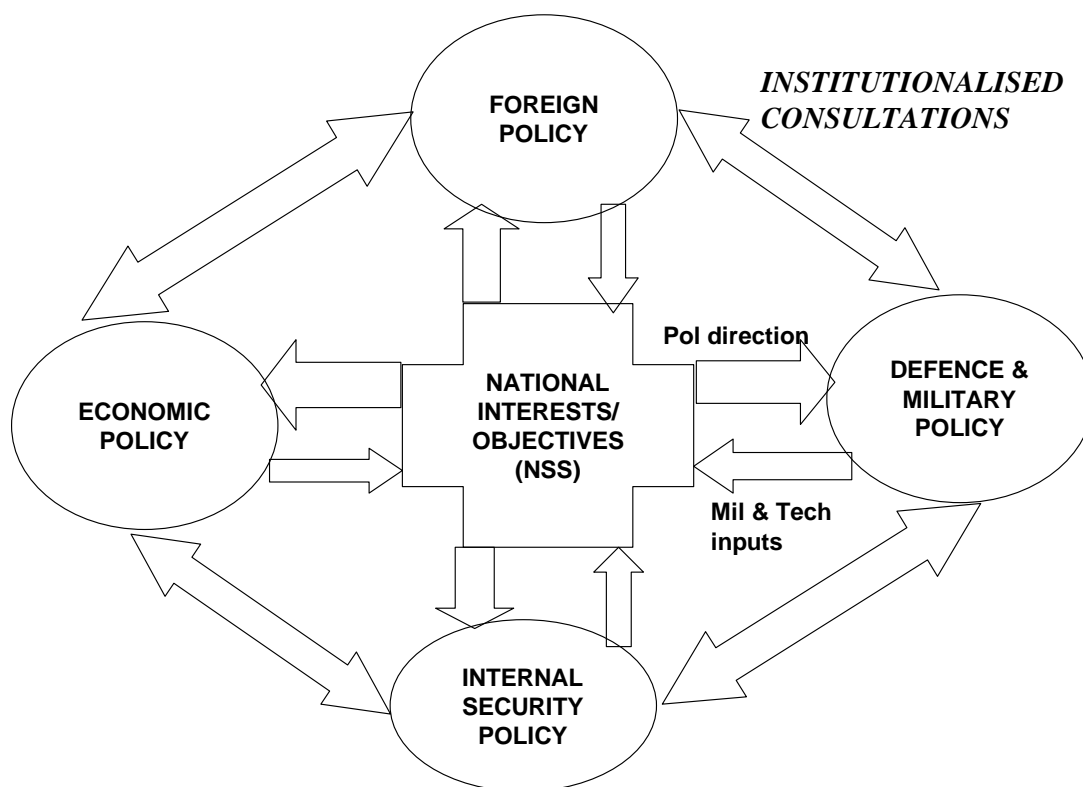 FOREIGN
POLICY
INSTITUTIONALISED
CONSULTATIONS
Pol direction
ECONOMIC
POLICY
NATIONAL
INTERESTS/
OBJECTIVES
(NSS)
DEFENCE &
MILITARY
POLICY
Mil & Tech
inputs
INTERNAL
SECURITY
POLICY